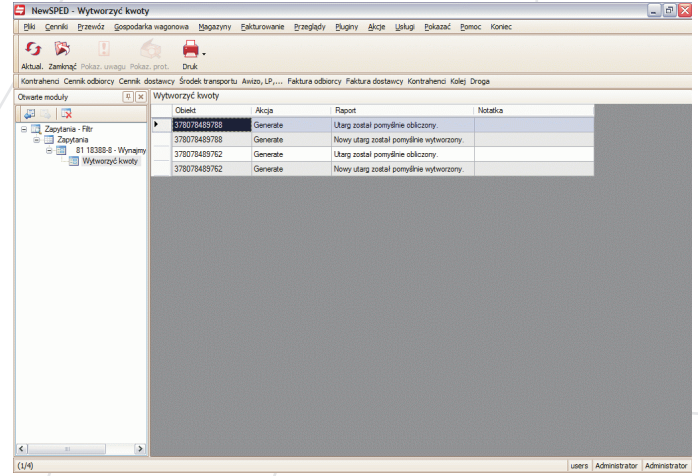 NewSPED - Wytworzyć kwoty
Pliki Cenniki Przewóz Gospodarka wagonowa Magazyny Fakturowanie Przeglądy Pluginy Akcje Usługi Pokazać Pomoc Koniec
Aktual. Zamknąć Pokaz. uwagu Pokaz. prot. Druk
Kontrahenci Cennik odbiorcy Cennik dostawcy Środek transportu Awizo, LP,... Faktura odbiorcy Faktura dostawcy Kontrahenci Kolej Droga
Otwarte moduły
Wytworzyć kwoty
Obiekt Akcja Raport Notatka
378078489788 Generate Utarg został pomyślnie obliczony.
378078489788 Generate Nowy utarg został pomyślnie wytworzony.
378078489762 Generate Utarg został pomyślnie obliczony.
378078489762 Generate Nowy utarg został pomyślnie wytworzony.
Zapytania - Filtr
Zapytania
81 18388-8 - Wynajmy
Wytworzyć kwoty
(1/4)
users Administrator Administrator